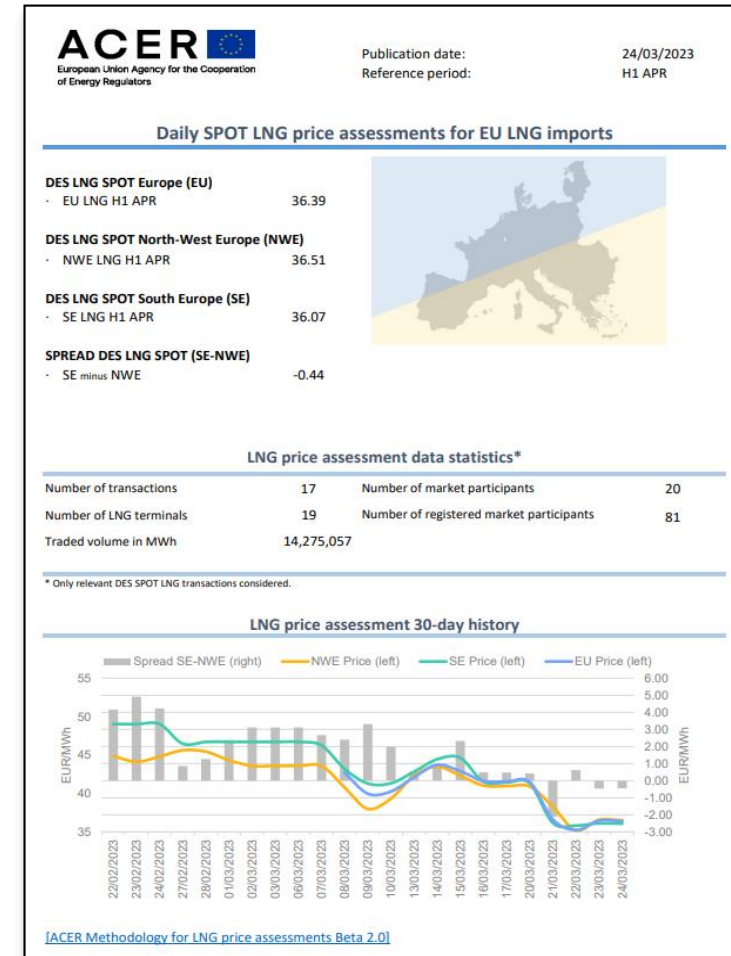 ACER
European Union Agency for the Cooperation
of Energy Regulators
Publication date: 24/03/2023
Reference period: H1 APR
Daily SPOT LNG price assessments for EU LNG imports
DES LNG SPOT Europe (EU)
· EU LNG H1 APR 36.39
DES LNG SPOT North-West Europe (NWE)
· NWE LNG H1 APR 36.51
DES LNG SPOT South Europe (SE)
· SE LNG H1 APR 36.07
SPREAD DES LNG SPOT (SE-NWE)
· SE minus NWE -0.44
LNG price assessment data statistics*
Number of transactions 17 Number of market participants 20
Number of LNG terminals 19 Number of registered market participants 81
Traded volume in MWh 14,275,057
* Only relevant DES SPOT LNG transactions considered.
LNG price assessment 30-day history
Spread SE-NWE (right) NWE Price (left) SE Price (left) EU Price (left)
55 6.00
5.00
50 4.00
3.00
45 2.00
1.00
40 0.00
-1.00
-2.00
35 -3.00
EUR/MWh
EUR/MWh
22/02/2023
23/02/2023
24/02/2023
27/02/2023
28/02/2023
01/03/2023
02/03/2023
03/03/2023
06/03/2023
07/03/2023
08/03/2023
09/03/2023
10/03/2023
13/03/2023
14/03/2023
15/03/2023
16/03/2023
17/03/2023
20/03/2023
21/03/2023
22/03/2023
23/03/2023
24/03/2023
[ACER Methodology for LNG price assessments Beta 2.0]